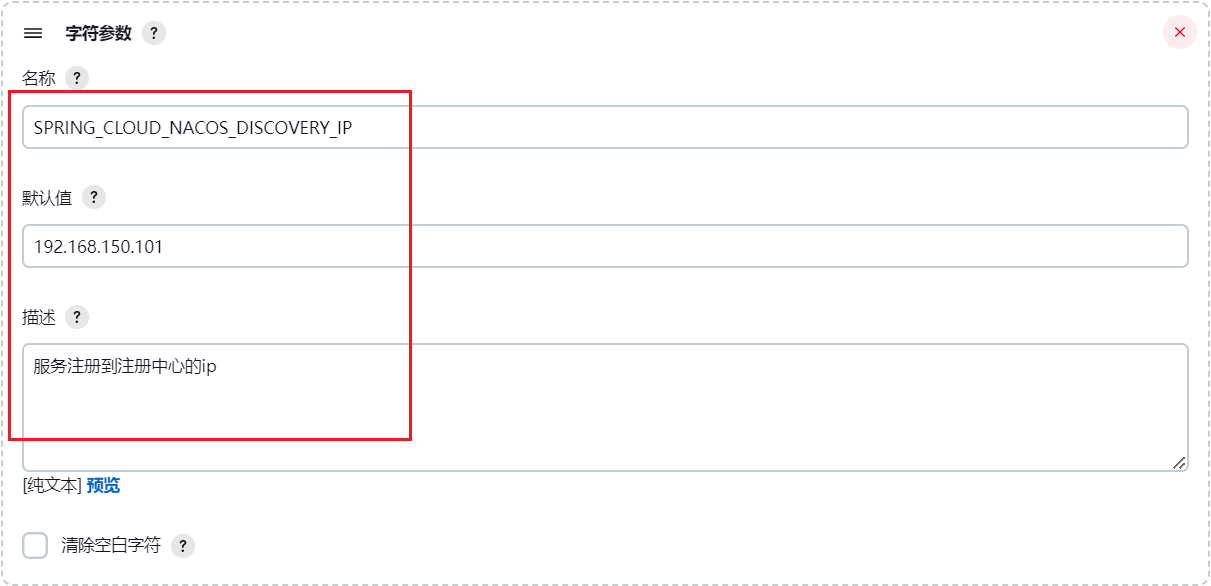 字符参数 ?
名称 ?
SPRING_CLOUD_NACOS_DISCOVERY_IP
默认值 ?
192.168.150.101
描述 ?
服务注册到注册中心的ip
[纯文本] 预览
清除空白字符 ?